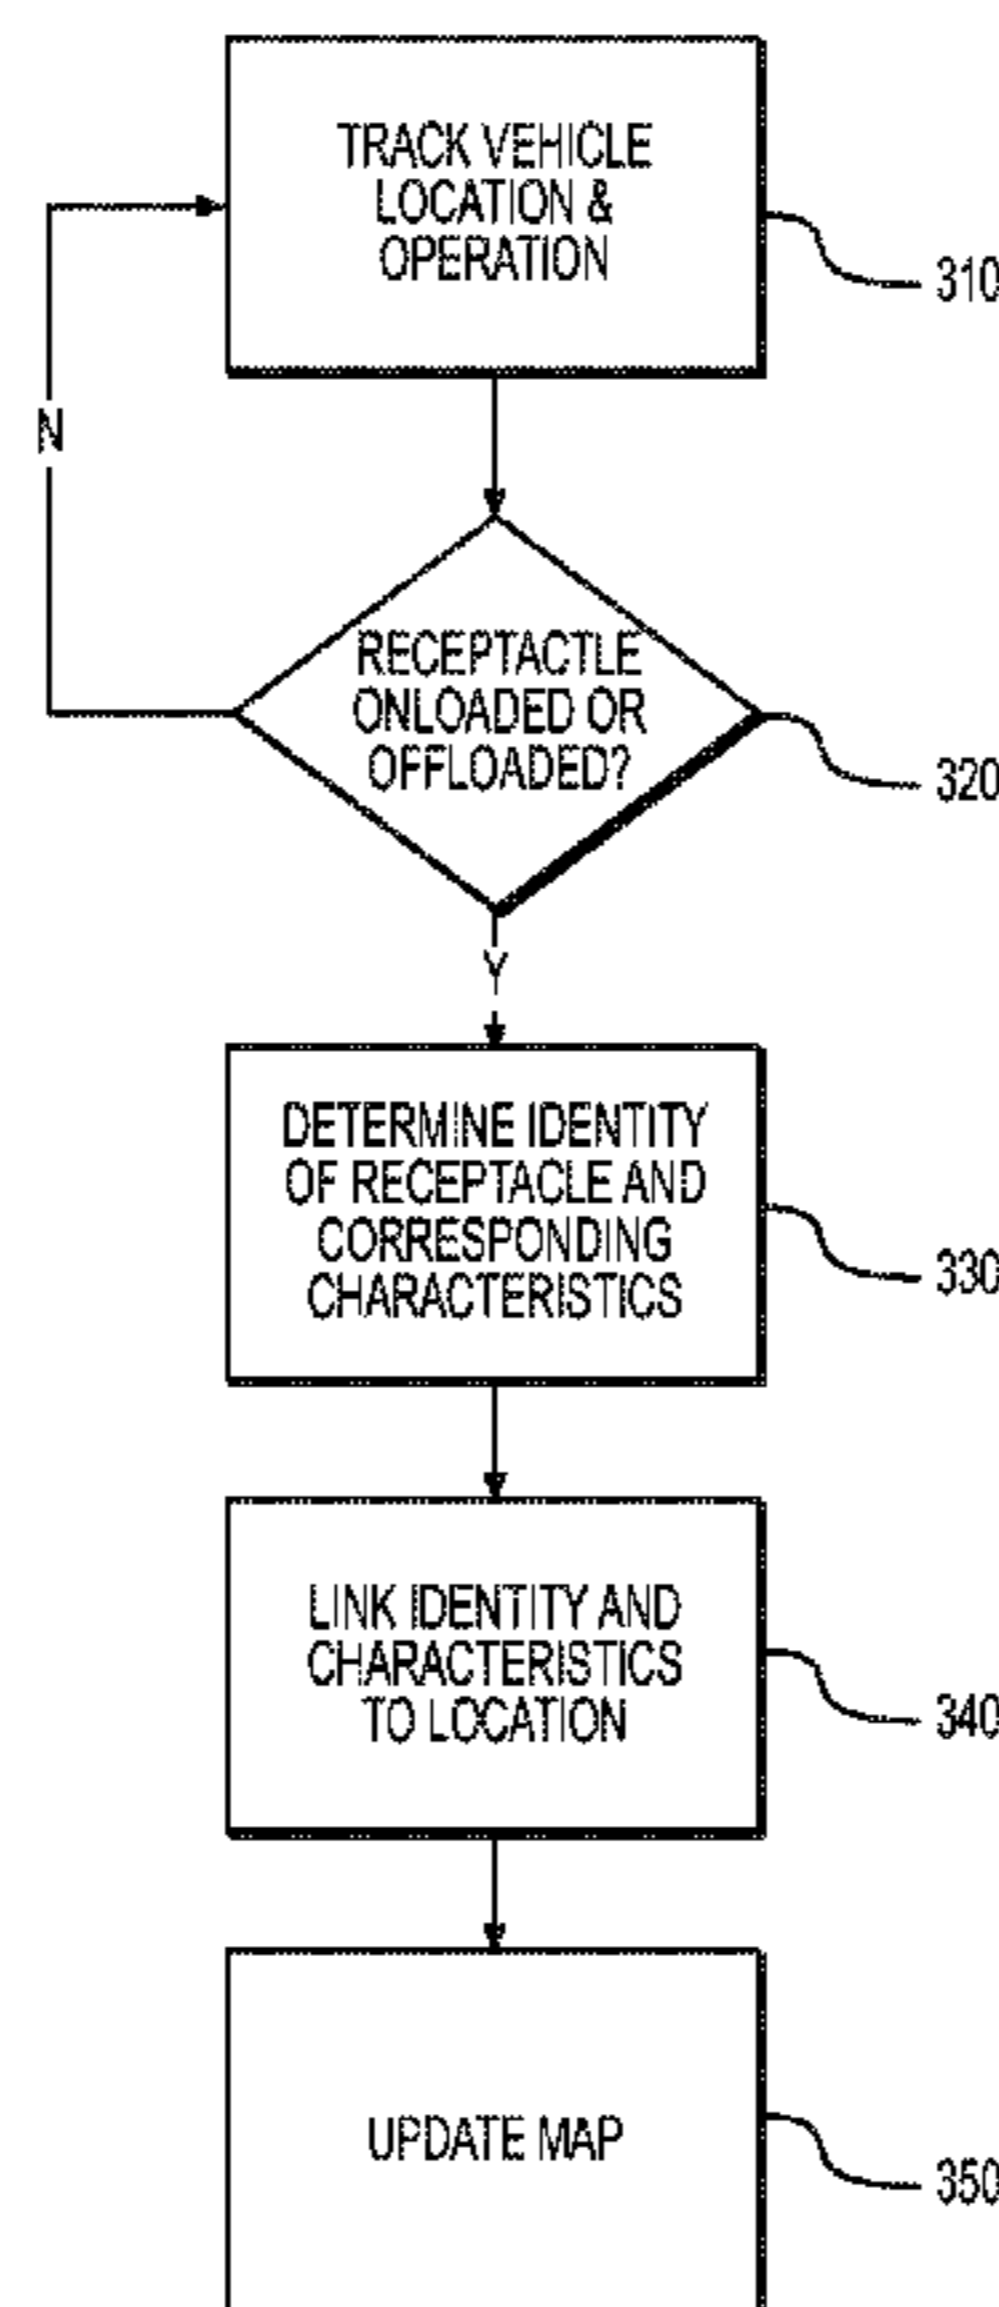 TRACK VEHICLE
LOCATION &
OPERATION
310
N
RECEPTACTLE
ONLOADED OR
OFFLOADED?
320
Y
DETERMINE IDENTITY
OF RECEPTACLE AND
CORRESPONDING
CHARACTERISTICS
330
LINK IDENTITY AND
CHARACTERISTICS
TO LOCATION
340
UPDATE MAP
350